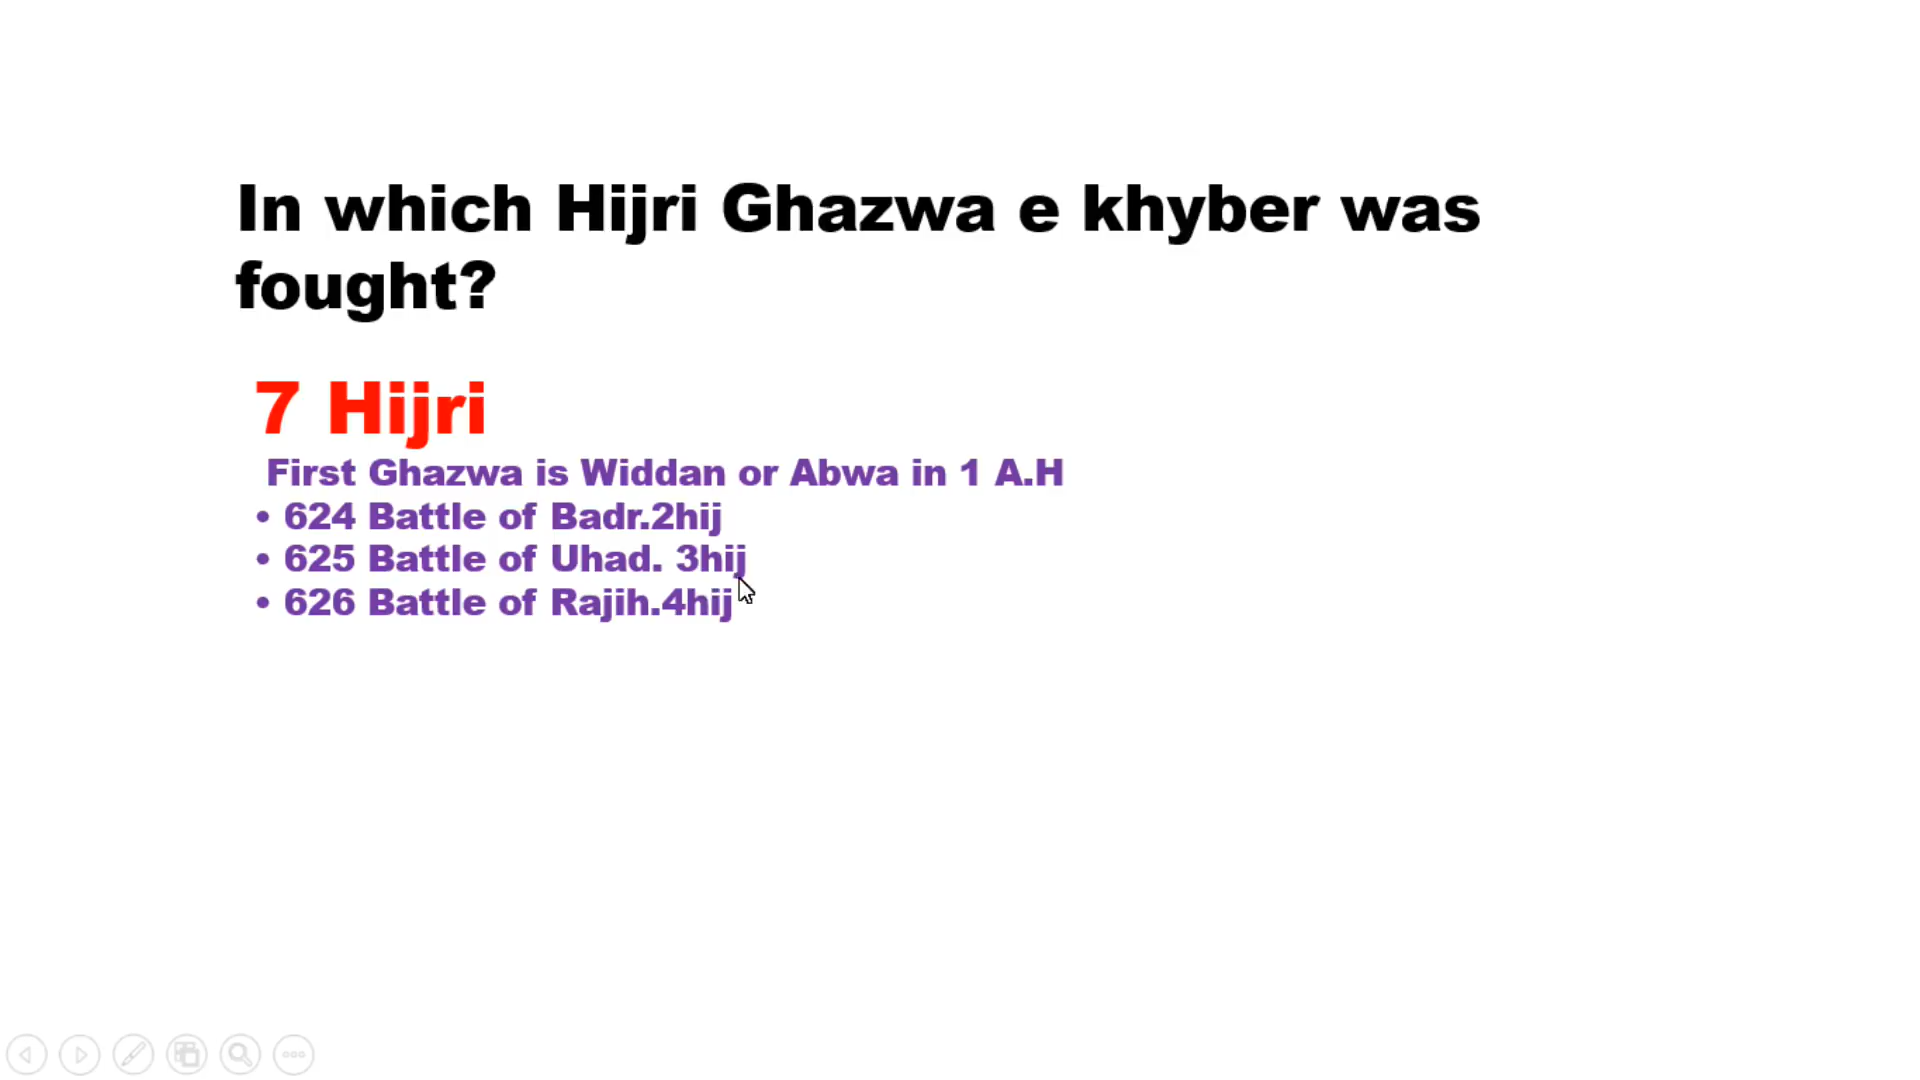 In which Hijri Ghazwa e khyber was
fought?
7 Hijri
First Ghazwa is Widdan or Abwa in 1 A.H
• 624 Battle of Badr.2hij
• 625 Battle of Uhad. 3hij
• 626 Battle of Rajih.4hij